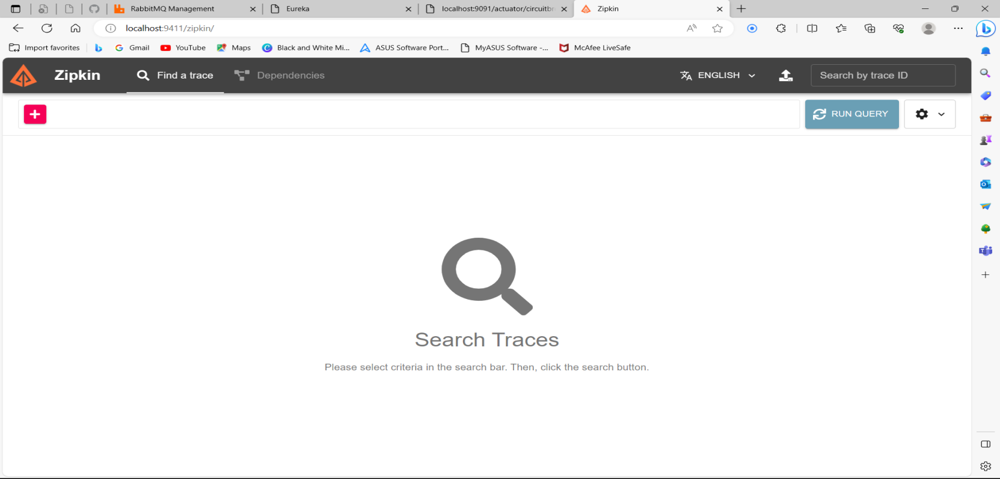 RabbitMQ Management
Eureka
localhost:9091/actuator/circuitbr
Zipkin
localhost:9411/zipkin/
Import favorites
Gmail
YouTube
Maps
Black and White Mi...
ASUS Software Port...
MyASUS Software -...
McAfee LiveSafe
Zipkin
Find a trace
Dependencies
ENGLISH
Search by trace ID
RUN QUERY
Search Traces
Please select criteria in the search bar. Then, click the search button.